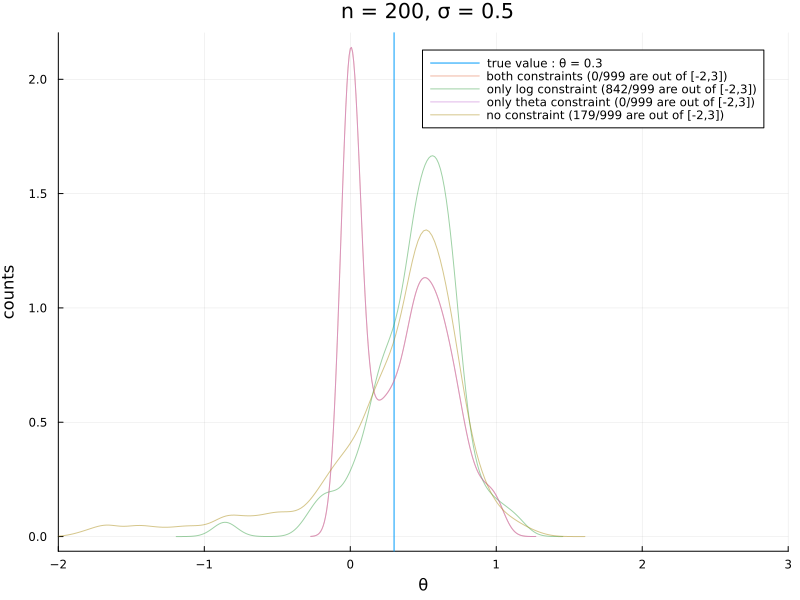 n = 200, σ = 0.5
true value : θ = 0.3
both constraints (0/999 are out of [-2,3])
only log constraint (842/999 are out of [-2,3])
only theta constraint (0/999 are out of [-2,3])
no constraint (179/999 are out of [-2,3])
counts
2.0
1.5
1.0
0.5
0.0
−2 −1 0 1 2 3
θ